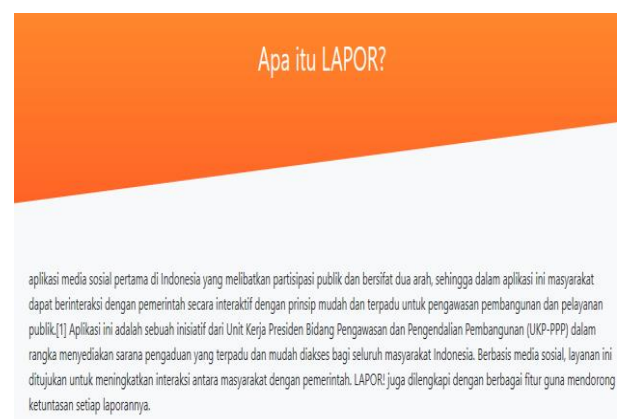 Apa itu LAPOR?
aplikasi media sosial pertama di Indonesia yang melibatkan partisipasi publik dan bersifat dua arah, sehingga dalam aplikasi ini masyarakat
dapat berinteraksi dengan pemerintah secara interaktif dengan prinsip mudah dan terpadu untuk pengawasan pembangunan dan pelayanan
publik.[1] Aplikasi ini adalah sebuah inisiatif dari Unit Kerja Presiden Bidang Pengawasan dan Pengendalian Pembangunan (UKP-PPP) dalam
rangka menyediakan sarana pengaduan yang terpadu dan mudah diakses bagi seluruh masyarakat Indonesia. Berbasis media sosial, layanan ini
ditujukan untuk meningkatkan interaksi antara masyarakat dengan pemerintah. LAPOR! juga dilengkapi dengan berbagai fitur guna mendorong
ketuntasan setiap laporannya.